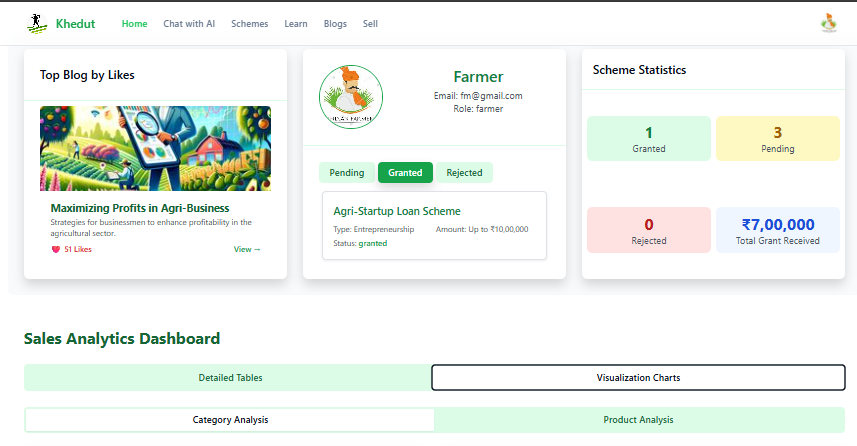 Khedut
Home
Chat with AI
Schemes
Learn
Blogs
Sell
Top Blog by Likes
Maximizing Profits in Agri-Business
Strategies for businessmen to enhance profitability in the
agricultural sector.
51 Likes
View →
Farmer
Email: fm@gmail.com
Role: farmer
Pending
Granted
Rejected
Agri-Startup Loan Scheme
Type: Entrepreneurship
Amount: Up to ₹10,00,000
Status: granted
Scheme Statistics
1
Granted
3
Pending
0
Rejected
₹7,00,000
Total Grant Received
Sales Analytics Dashboard
Detailed Tables
Visualization Charts
Category Analysis
Product Analysis